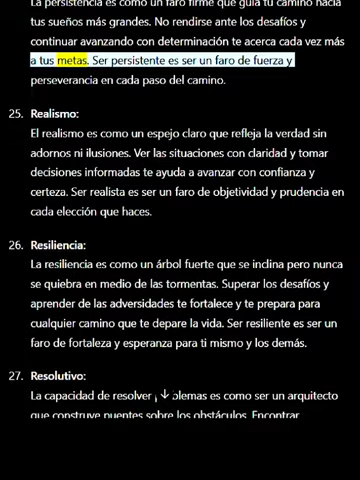 La persistencia es como un faro firme que guía tu camino hacia
tus sueños más grandes. No rendirse ante los desafíos y
continuar avanzando con determinación te acerca cada vez más
a tus metas. Ser persistente es ser un faro de fuerza y
perseverancia en cada paso del camino.
25. Realismo:
El realismo es como un espejo claro que refleja la verdad sin
adornos ni ilusiones. Ver las situaciones con claridad y tomar
decisiones informadas te ayuda a avanzar con confianza y
certeza. Ser realista es ser un faro de objetividad y prudencia en
cada elección que haces.
26. Resiliencia:
La resiliencia es como un árbol fuerte que se inclina pero nunca
se quiebra en medio de las tormentas. Superar los desafíos y
aprender de las adversidades te fortalece y te prepara para
cualquier camino que te depare la vida. Ser resiliente es ser un
faro de fortaleza y esperanza para ti mismo y los demás.
27. Resolutivo:
La capacidad de resolver es como ser un arquitecto
que construye puentes sobre los obstáculos. Encontrar